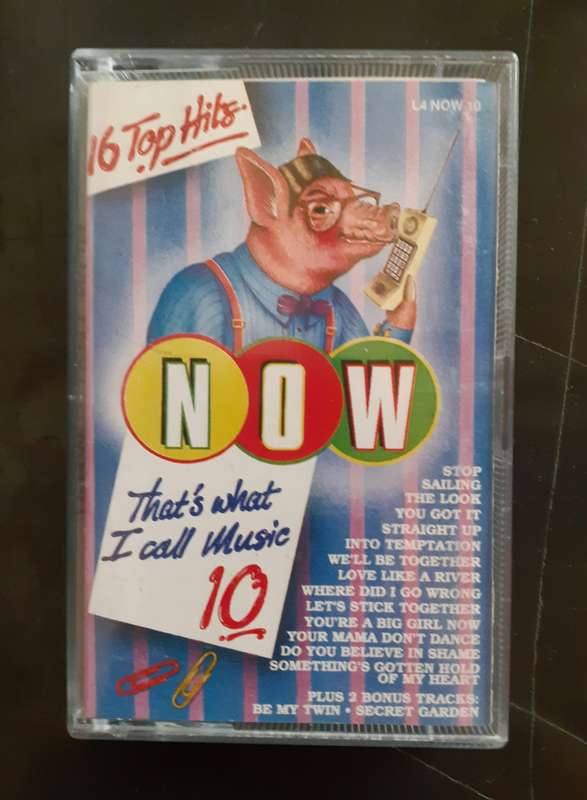 16 Top Hits
L4 NOW 10
NOW
That's what
I call Music
10
STOP
SAILING
THE LOOK
YOU GOT IT
STRAIGHT UP
INTO TEMPTATION
WE'LL BE TOGETHER
LOVE LIKE A RIVER
WHERE DID I GO WRONG
LET'S STICK TOGETHER
YOU'RE A BIG GIRL NOW
YOUR MAMA DON'T DANCE
DO YOU BELIEVE IN SHAME
SOMETHING'S GOTTEN HOLD
OF MY HEART
PLUS 2 BONUS TRACKS:
BE MY TWIN • SECRET GARDEN